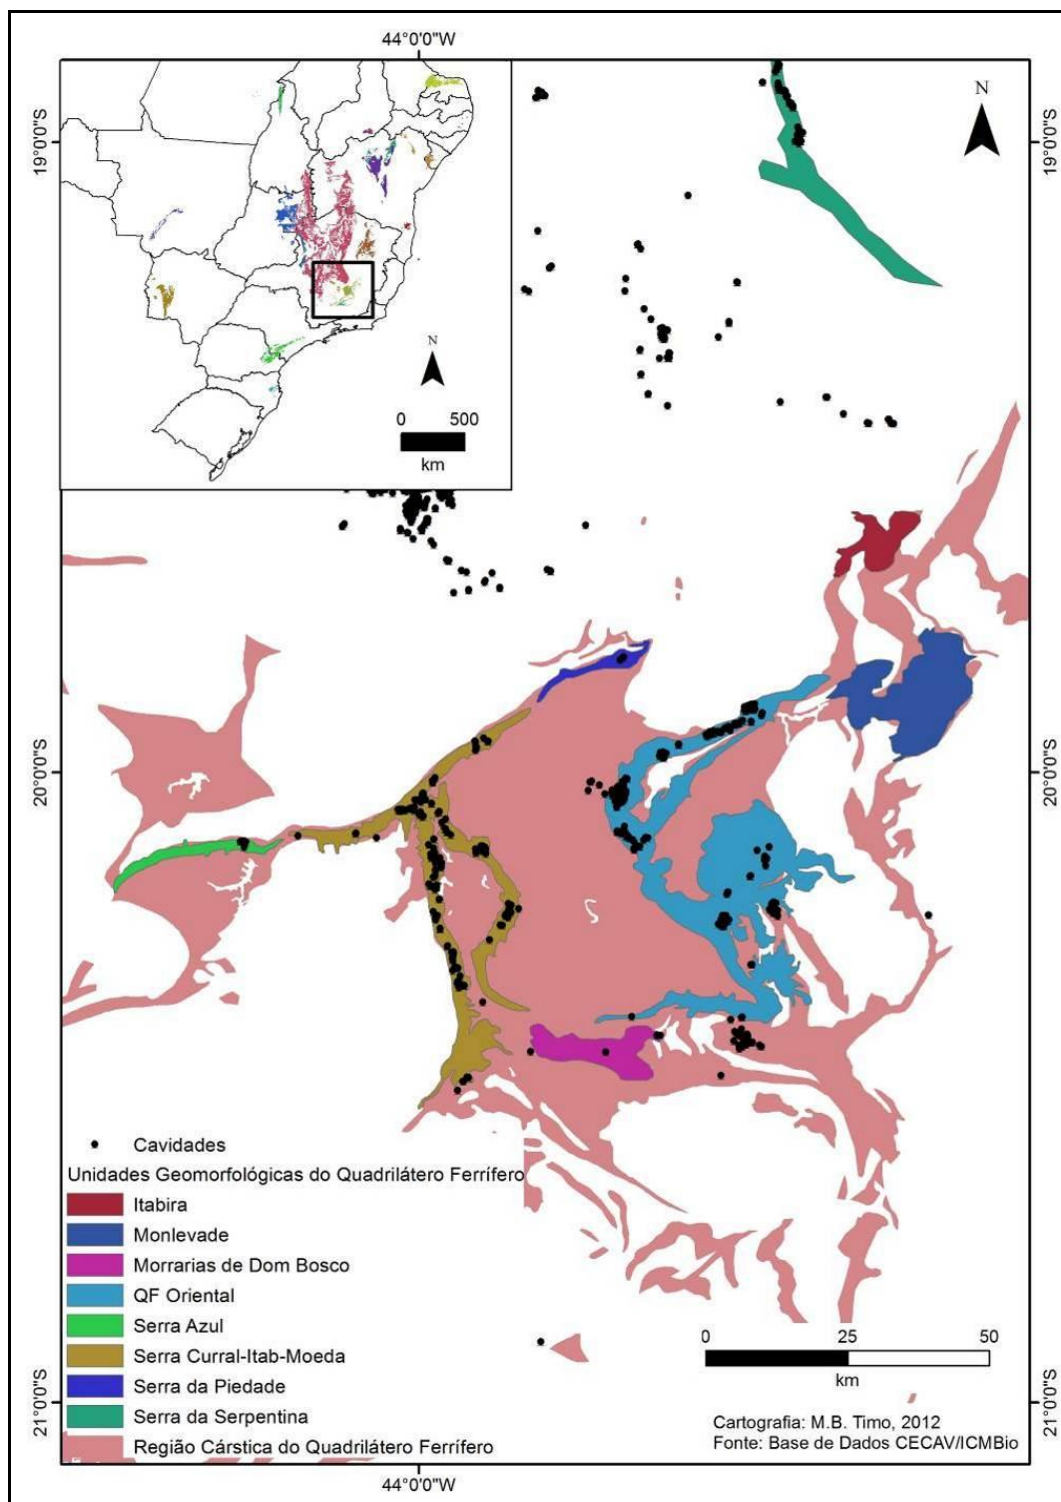 44°0'0"W
19°0'0"S
N
19°0'0"S
N
0 500
km
20°0'0"S
20°0'0"S
Cavidades
Unidades Geomorfológicas do Quadrilátero Ferrífero
Itabira
Monlevade
Morrarias de Dom Bosco
QF Oriental
Serra Azul
Serra Curral-Itab-Moeda
Serra da Piedade
Serra da Serpentina
Região Cárstica do Quadrilátero Ferrífero
0 25 50
km
21°0'0"S
21°0'0"S
Cartografia: M.B. Timo, 2012
Fonte: Base de Dados CECAV/ICMBio
44°0'0"W